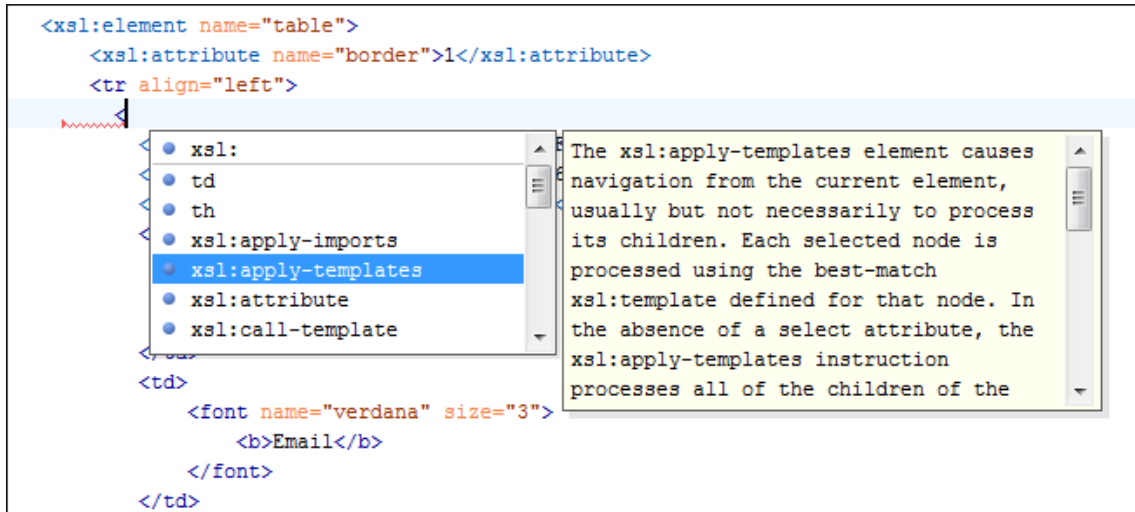 <xsl:element name="table">
<xsl:attribute name="border">1</xsl:attribute>
<tr align="left">
<
xsl:
td
th
xsl:apply-imports
xsl:apply-templates
xsl:attribute
xsl:call-template
The xsl:apply-templates element causes
navigation from the current element,
usually but not necessarily to process
its children. Each selected node is
processed using the best-match
xsl:template defined for that node. In
the absence of a select attribute, the
xsl:apply-templates instruction
processes all of the children of the
<td>
<font name="verdana" size="3">
<b>Email</b>
</font>
</td>